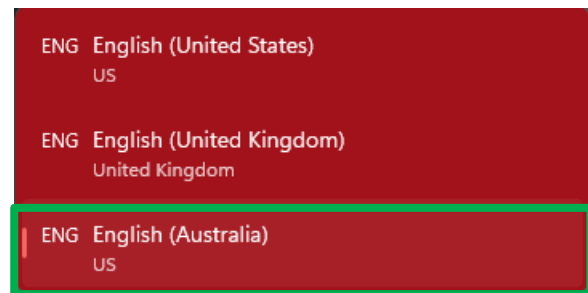 ENG English (United States)
US
ENG English (United Kingdom)
United Kingdom
ENG English (Australia)
US